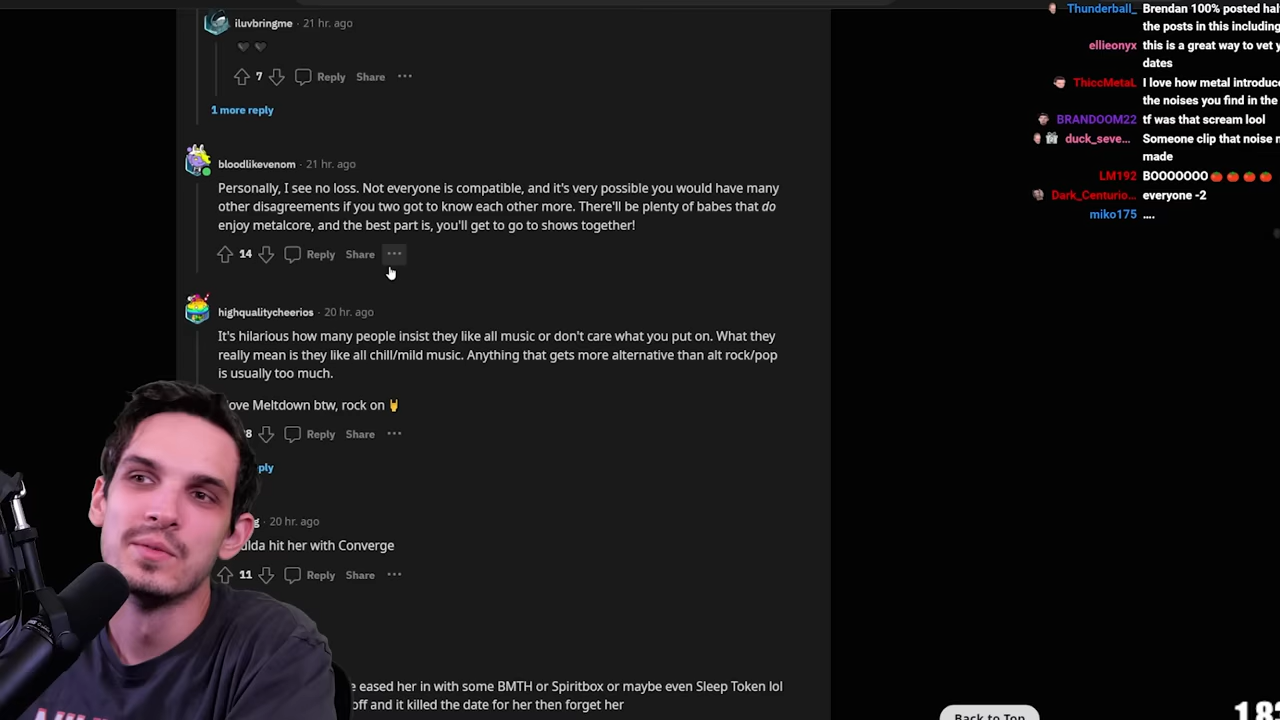 iluvbringme · 21 hr. ago
🖤 🖤
7 Reply Share ···
1 more reply
bloodlikevenom · 21 hr. ago
Personally, I see no loss. Not everyone is compatible, and it's very possible you would have many
other disagreements if you two got to know each other more. There'll be plenty of babes that do
enjoy metalcore, and the best part is, you'll get to go to shows together!
14 Reply Share ···
highqualitycheerios · 20 hr. ago
It's hilarious how many people insist they like all music or don't care what you put on. What they
really mean is they like all chill/mild music. Anything that gets more alternative than alt rock/pop
is usually too much.
ove Meltdown btw, rock on 🤘
8 Reply Share ···
eply
g · 20 hr. ago
ulda hit her with Converge
11 Reply Share ···
e eased her in with some BMTH or Spiritbox or maybe even Sleep Token lol
off and it killed the date for her then forget her
Thunderball_ Brendan 100% posted half
the posts in this including
ellieonyx this is a great way to vet y
dates
ThiccMetaL I love how metal introduce
the noises you find in the
BRANDOOM22 tf was that scream lool
duck_seve... Someone clip that noise n
made
LM192 BOOOOOOO🍅🍅🍅🍅
Dark_Centurio... everyone -2
miko175 ....
Back to Top